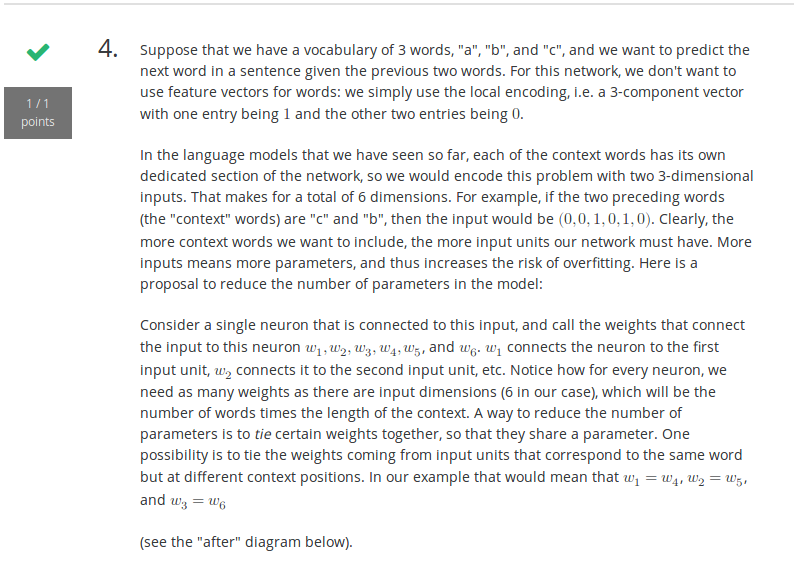 4. Suppose that we have a vocabulary of 3 words, "a", "b", and "c", and we want to predict the
next word in a sentence given the previous two words. For this network, we don't want to
use feature vectors for words: we simply use the local encoding, i.e. a 3-component vector
with one entry being 1 and the other two entries being 0.
1 / 1
points
In the language models that we have seen so far, each of the context words has its own
dedicated section of the network, so we would encode this problem with two 3-dimensional
inputs. That makes for a total of 6 dimensions. For example, if the two preceding words
(the "context" words) are "c" and "b", then the input would be (0, 0, 1, 0, 1, 0). Clearly, the
more context words we want to include, the more input units our network must have. More
inputs means more parameters, and thus increases the risk of overfitting. Here is a
proposal to reduce the number of parameters in the model:
Consider a single neuron that is connected to this input, and call the weights that connect
the input to this neuron w₁, w₂, w₃, w₄, w₅, and w₆. w₁ connects the neuron to the first
input unit, w₂ connects it to the second input unit, etc. Notice how for every neuron, we
need as many weights as there are input dimensions (6 in our case), which will be the
number of words times the length of the context. A way to reduce the number of
parameters is to tie certain weights together, so that they share a parameter. One
possibility is to tie the weights coming from input units that correspond to the same word
but at different context positions. In our example that would mean that w₁ = w₄, w₂ = w₅,
and w₃ = w₆
(see the "after" diagram below).